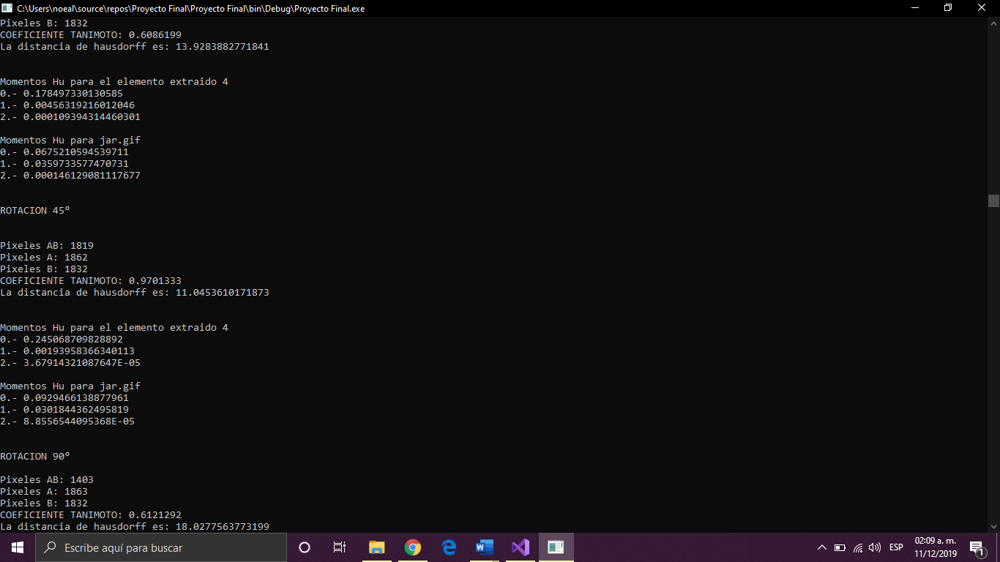 C:\Users\noeal\source\repos\Proyecto Final\Proyecto Final\bin\Debug\Proyecto Final.exe
Pixeles B: 1832
COEFICIENTE TANIMOTO: 0.6086199
La distancia de hausdorff es: 13.9283882771841
Momentos Hu para el elemento extraido 4
0.- 0.178497330130585
1.- 0.00456319216012046
2.- 0.000109394314460301
Momentos Hu para jar.gif
0.- 0.0675210594539711
1.- 0.0359733577470731
2.- 0.000146129081117677
ROTACION 45º
Pixeles AB: 1819
Pixeles A: 1862
Pixeles B: 1832
COEFICIENTE TANIMOTO: 0.9701333
La distancia de hausdorff es: 11.0453610171873
Momentos Hu para el elemento extraido 4
0.- 0.245068709828892
1.- 0.00193958366340113
2.- 3.67914321087647E-05
Momentos Hu para jar.gif
0.- 0.0929466138877961
1.- 0.0301844362495819
2.- 8.8556544095368E-05
ROTACION 90º
Pixeles AB: 1403
Pixeles A: 1863
Pixeles B: 1832
COEFICIENTE TANIMOTO: 0.6121292
La distancia de hausdorff es: 18.0277563773199
Escribe aquí para buscar
ESP
02:09 a. m.
11/12/2019
1